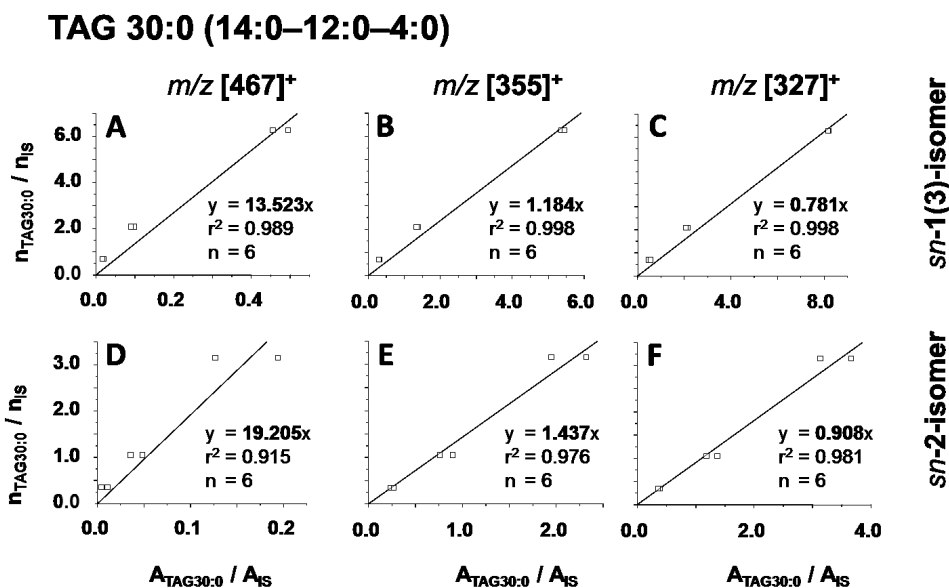 TAG 30:0 (14:0–12:0–4:0)
m/z [467]⁺
m/z [355]⁺
m/z [327]⁺
sn-1(3)-isomer
n_TAG30:0 / n_IS
A
6.0
4.0
2.0
0.0
y = 13.523x
r² = 0.989
n = 6
0.0 0.2 0.4
B
y = 1.184x
r² = 0.998
n = 6
0.0 2.0 4.0 6.0
C
y = 0.781x
r² = 0.998
n = 6
0.0 4.0 8.0
sn-2-isomer
n_TAG30:0 / n_IS
D
3.0
2.0
1.0
0.0
y = 19.205x
r² = 0.915
n = 6
0.0 0.1 0.2
A_TAG30:0 / A_IS
E
y = 1.437x
r² = 0.976
n = 6
0.0 1.0 2.0
A_TAG30:0 / A_IS
F
y = 0.908x
r² = 0.981
n = 6
0.0 2.0 4.0
A_TAG30:0 / A_IS